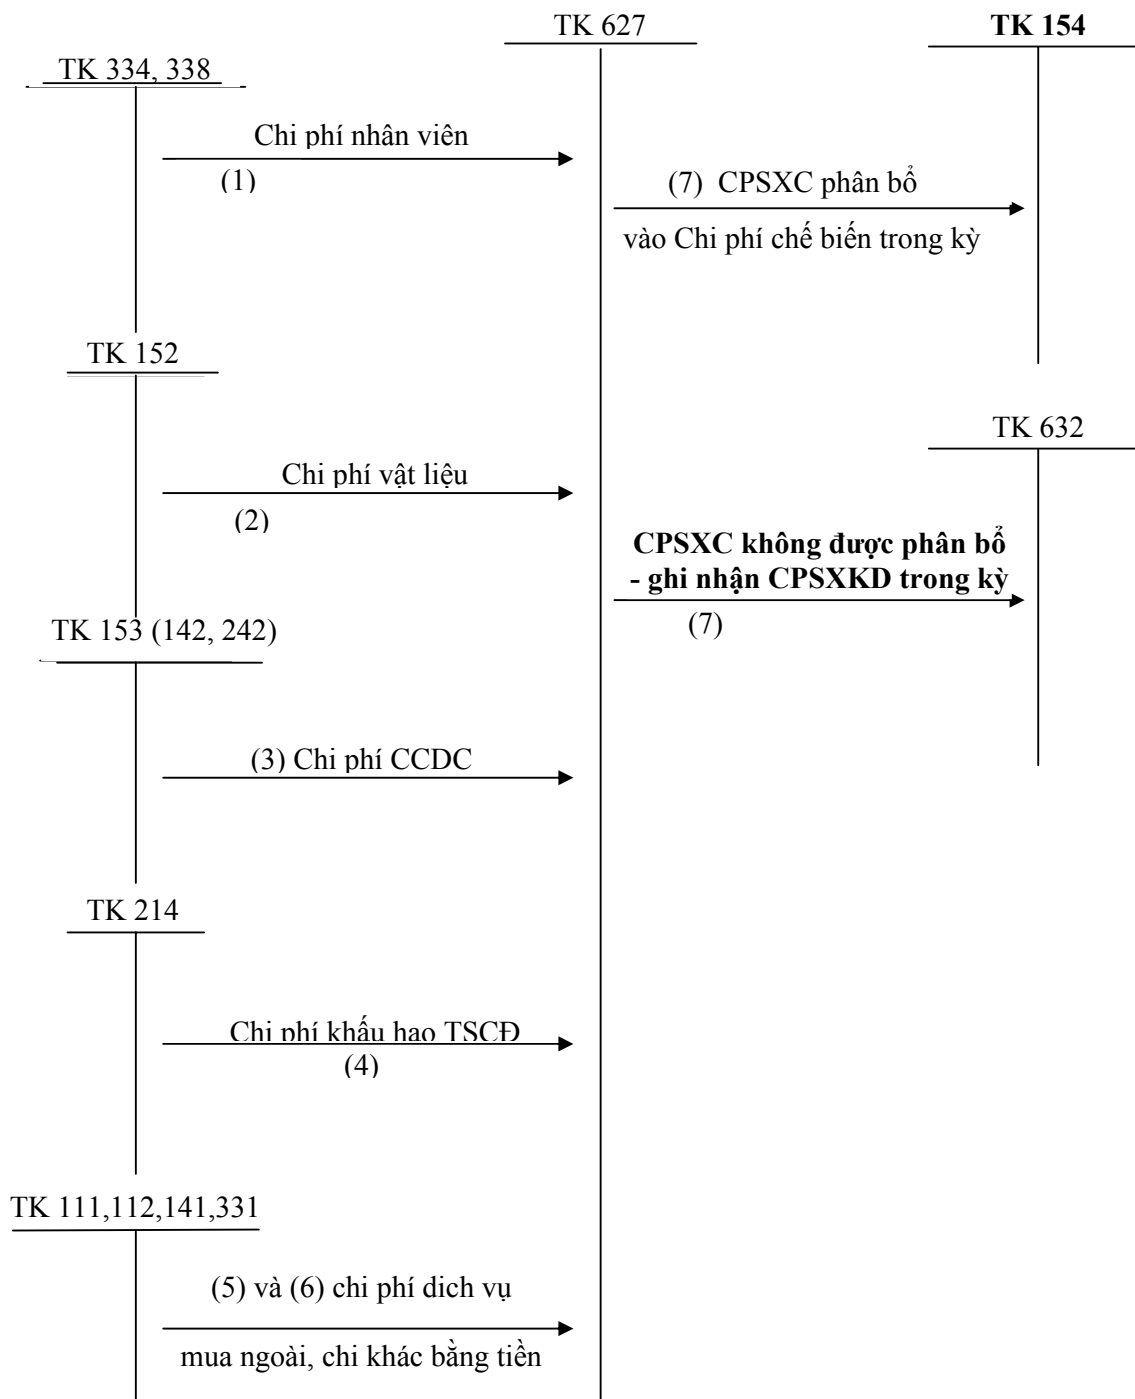 TK 627
TK 154
TK 334, 338
Chi phí nhân viên
(1)
(7) CPSXC phân bổ
vào Chi phí chế biến trong kỳ
TK 152
TK 632
Chi phí vật liệu
(2)
CPSXC không được phân bổ
- ghi nhận CPSXKD trong kỳ
(7)
TK 153 (142, 242)
(3) Chi phí CCDC
TK 214
Chi phí khấu hao TSCĐ
(4)
TK 111,112,141,331
(5) và (6) chi phí dich vụ
mua ngoài, chi khác bằng tiền